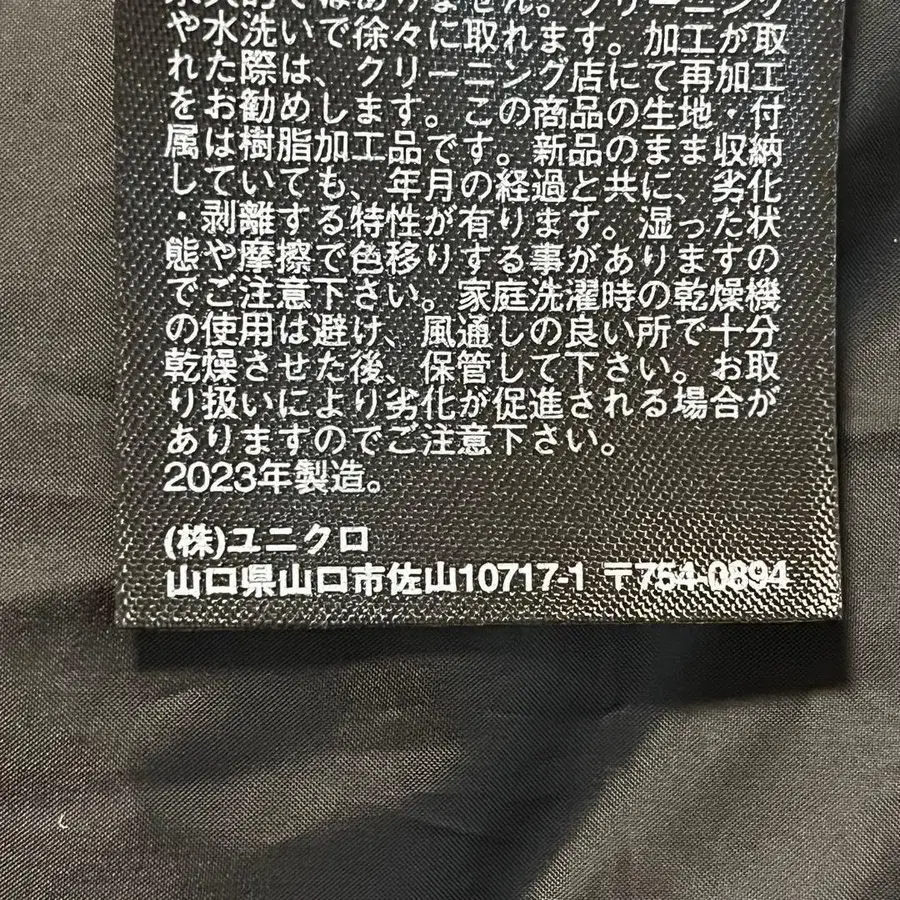 や水洗いで徐々に取れます。加工が取
れた際は、クリーニング店にて再加工
をお勧めします。この商品の生地・付
属は樹脂加工品です。新品のまま収納
していても、年月の経過と共に、劣化
・剥離する特性が有ります。湿った状
態や摩擦で色移りする事がありますの
でご注意下さい。家庭洗濯時の乾燥機
の使用は避け、風通しの良い所で十分
乾燥させた後、保管して下さい。お取
り扱いにより劣化が促進される場合が
ありますのでご注意下さい。
2023年製造。
(株)ユニクロ
山口県山口市佐山10717-1 〒754-0894